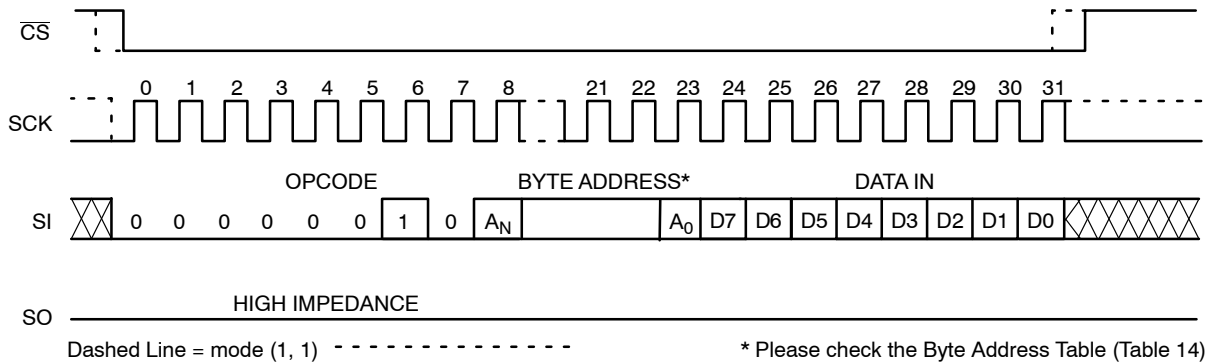 CS
0 1 2 3 4 5 6 7 8 21 22 23 24 25 26 27 28 29 30 31
SCK
OPCODE BYTE ADDRESS* DATA IN
SI 0 0 0 0 0 0 1 0 AN A0 D7 D6 D5 D4 D3 D2 D1 D0
HIGH IMPEDANCE
SO
Dashed Line = mode (1, 1) * Please check the Byte Address Table (Table 14)